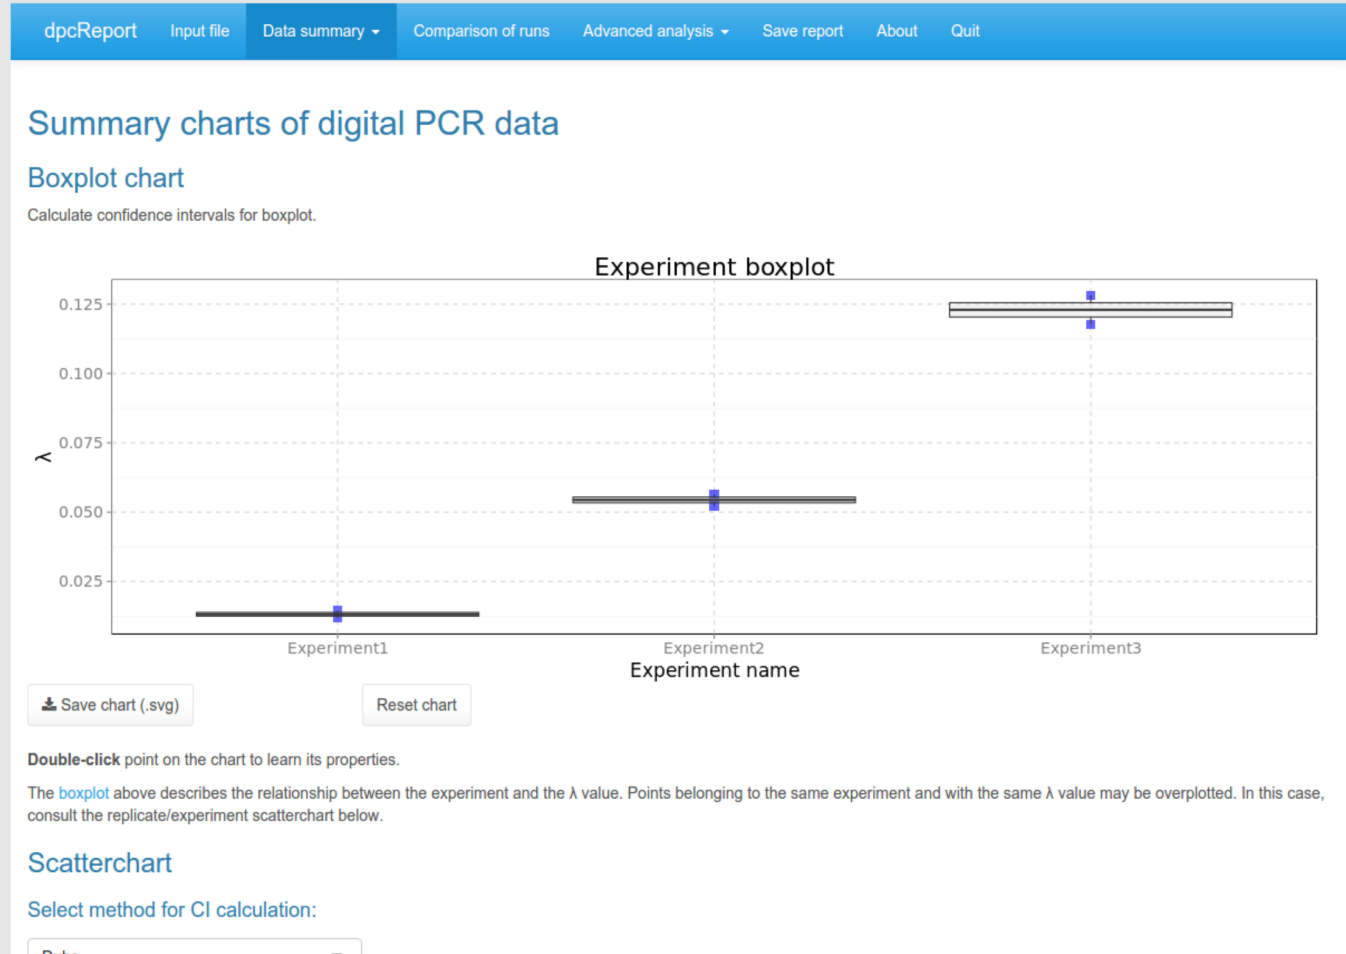 dpcReport Input file Data summary Comparison of runs Advanced analysis Save report About Quit
Summary charts of digital PCR data
Boxplot chart
Calculate confidence intervals for boxplot.
Experiment boxplot
0.125
0.100
0.075
λ
0.050
0.025
Experiment1 Experiment2 Experiment3
Experiment name
Save chart (.svg) Reset chart
Double-click point on the chart to learn its properties.
The boxplot above describes the relationship between the experiment and the λ value. Points belonging to the same experiment and with the same λ value may be overplotted. In this case,
consult the replicate/experiment scatterchart below.
Scatterchart
Select method for CI calculation: